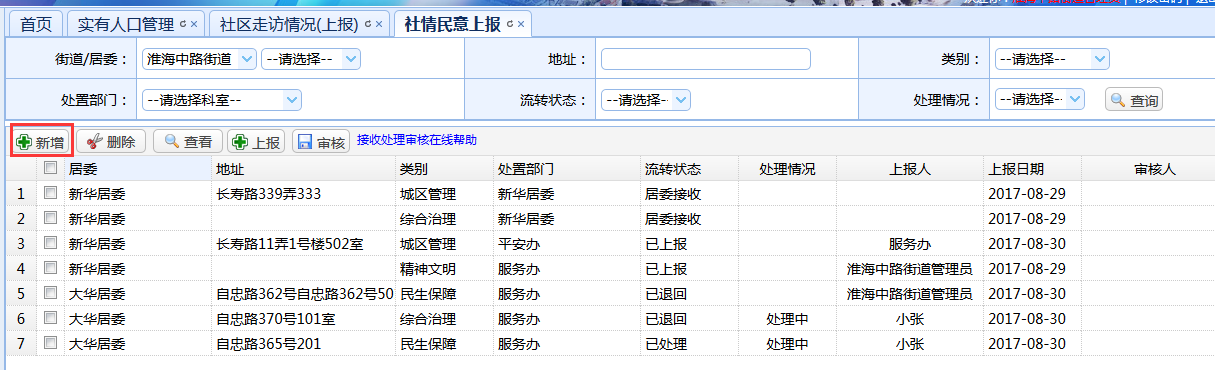 首页 实有人口管理 社区走访情况(上报) 社情民意上报
街道/居委： 淮海中路街道 --请选择-- 地址： 类别： --请选择--
处置部门： --请选择科室-- 流转状态： --请选择- 处理情况： --请选择- 查询
新增 删除 查看 上报 审核 接收处理审核在线帮助
居委 地址 类别 处置部门 流转状态 处理情况 上报人 上报日期 审核人
1 新华居委 长寿路339弄333 城区管理 新华居委 居委接收 2017-08-29
2 新华居委 综合治理 新华居委 居委接收 2017-08-29
3 新华居委 长寿路11弄1号楼502室 城区管理 平安办 已上报 服务办 2017-08-30
4 新华居委 精神文明 服务办 已上报 淮海中路街道管理员 2017-08-29
5 大华居委 自忠路362号自忠路362号50 民生保障 服务办 已退回 淮海中路街道管理员 2017-08-30
6 大华居委 自忠路370号101室 综合治理 服务办 已退回 处理中 小张 2017-08-30
7 大华居委 自忠路365号201 民生保障 服务办 已处理 处理中 小张 2017-08-30